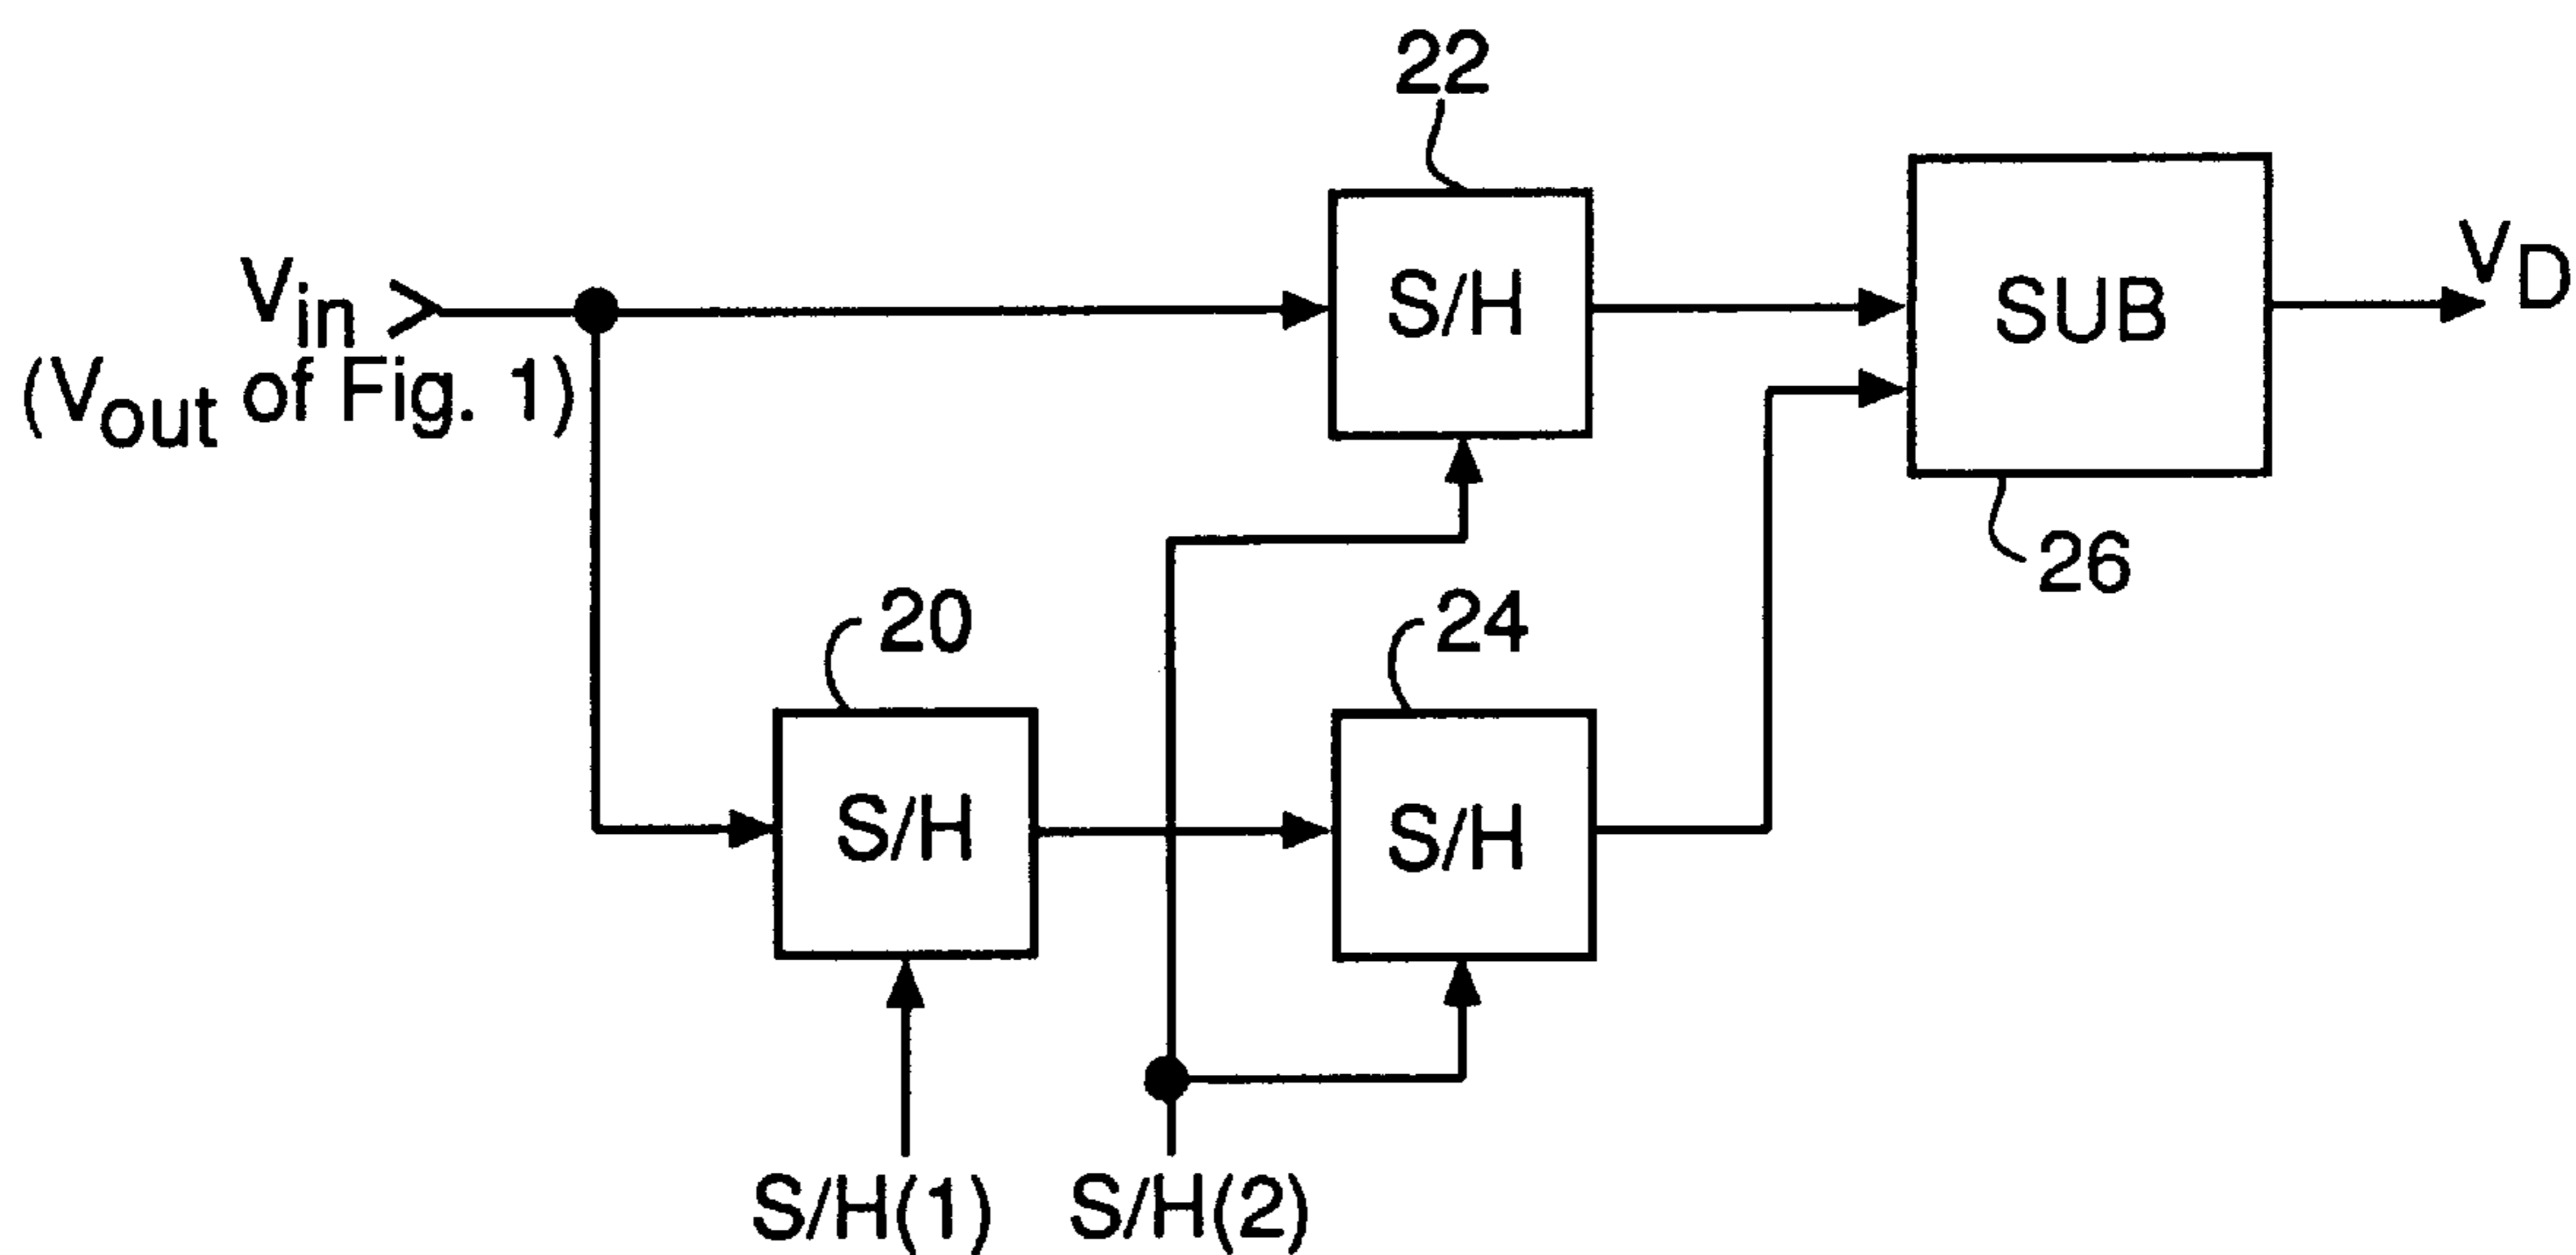 22
Vin
(Vout of Fig. 1)
S/H
SUB
VD
26
20
24
S/H
S/H
S/H(1)
S/H(2)